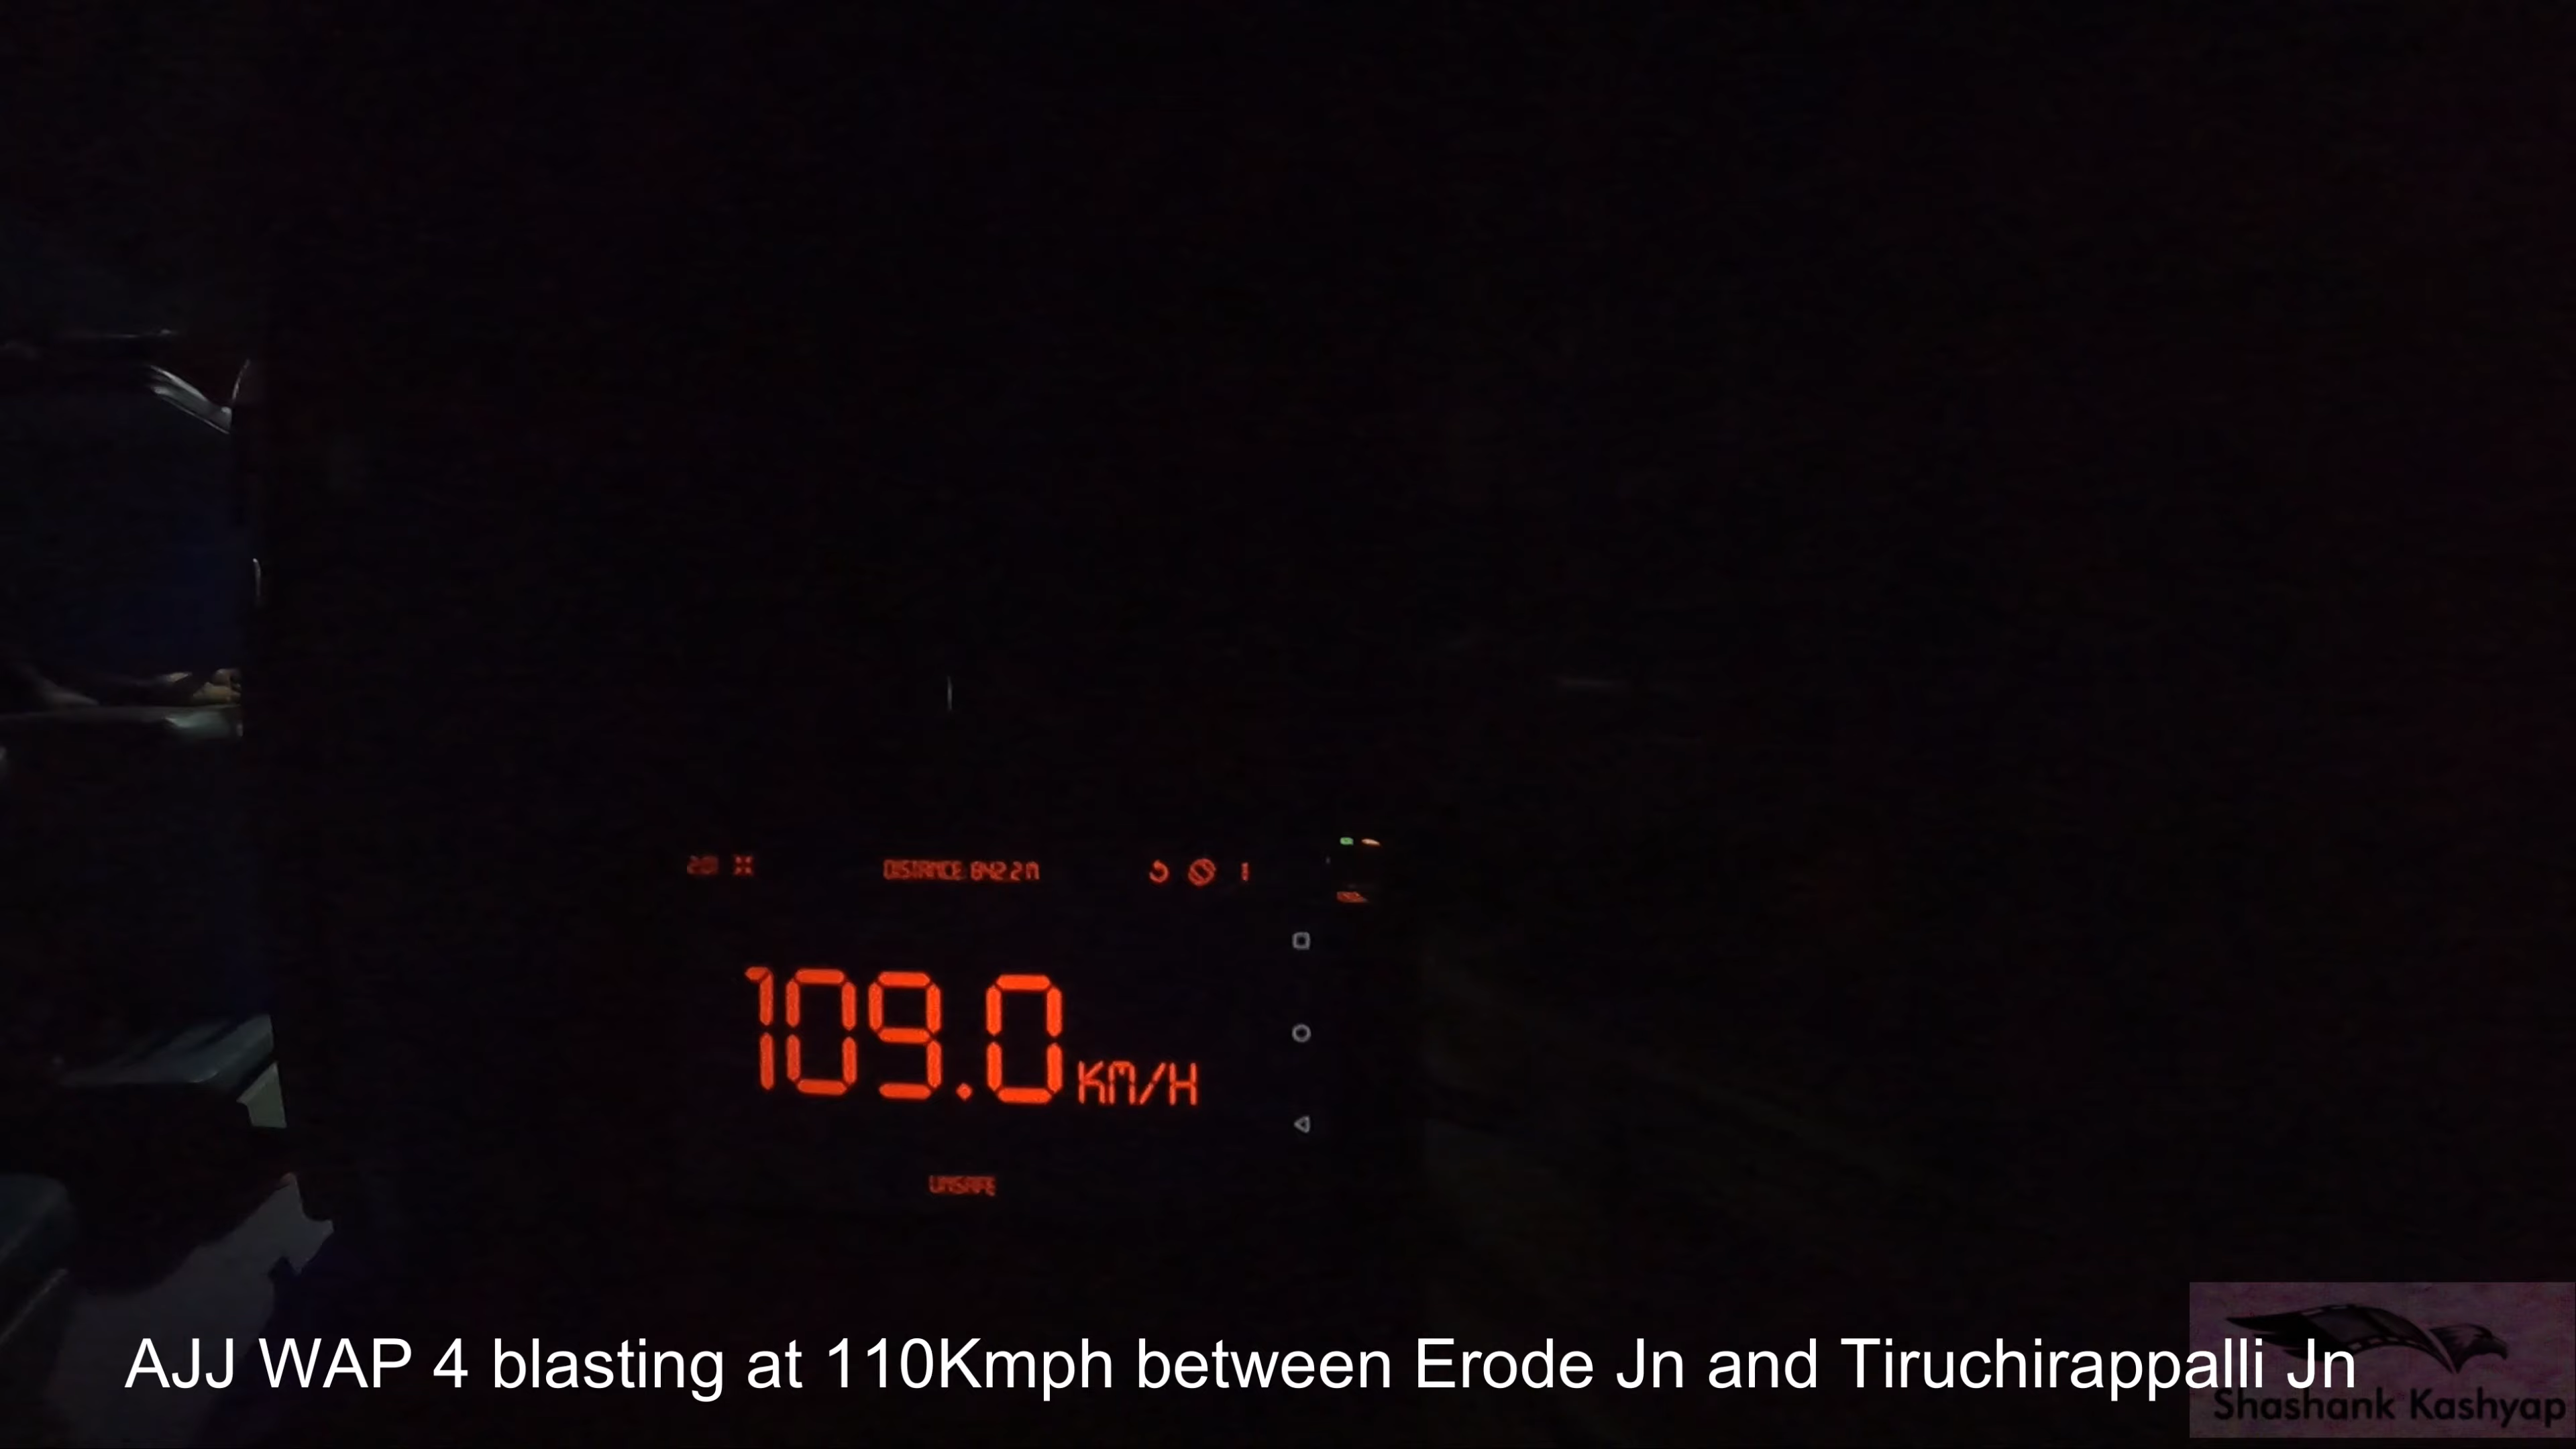 DISTANCE: 842.2 M
109.0 KM/H
UNSAFE
AJJ WAP 4 blasting at 110Kmph between Erode Jn and Tiruchirappalli Jn
Shashank Kashyap